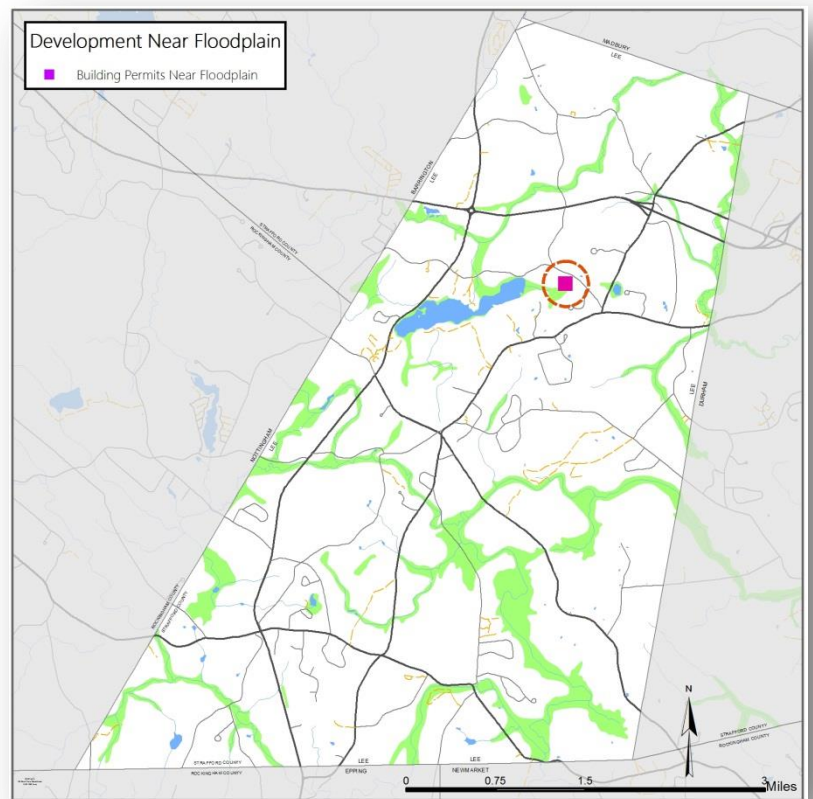 Development Near Floodplain
Building Permits Near Floodplain
MADBURY
LEE
BARRINGTON
LEE
STRAFFORD COUNTY
ROCKINGHAM COUNTY
LEE
DURHAM
NOTTINGHAM
LEE
ROCKINGHAM COUNTY
STRAFFORD COUNTY
N
STRAFFORD COUNTY
ROCKINGHAM COUNTY
STRAFFORD COUNTY
ROCKINGHAM COUNTY
LEE
EPPING
LEE
NEWMARKET
0 0.75 1.5 3 Miles